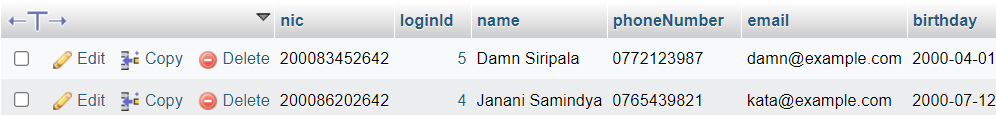 nic loginId name phoneNumber email birthday
Edit Copy Delete 200083452642 5 Damn Siripala 0772123987 damn@example.com 2000-04-01
Edit Copy Delete 200086202642 4 Janani Samindya 0765439821 kata@example.com 2000-07-12